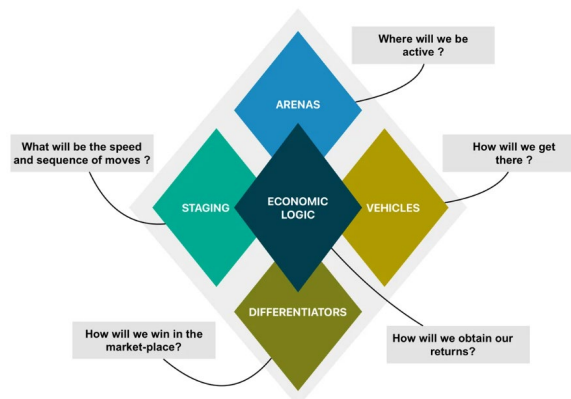 Where will we be
active ?
ARENAS
What will be the speed
and sequence of moves ?
How will we get
there ?
STAGING
ECONOMIC
LOGIC
VEHICLES
DIFFERENTIATORS
How will we win in the
market-place?
How will we obtain our
returns?